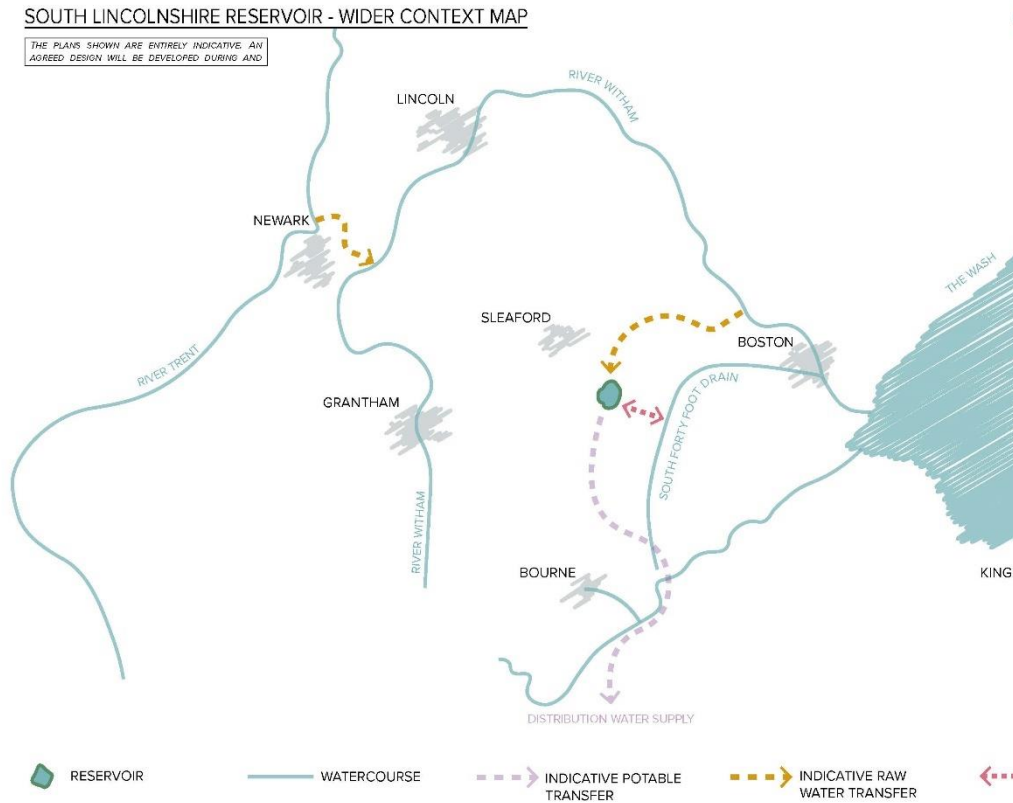 SOUTH LINCOLNSHIRE RESERVOIR - WIDER CONTEXT MAP
THE PLANS SHOWN ARE ENTIRELY INDICATIVE. AN
AGREED DESIGN WILL BE DEVELOPED DURING AND
RIVER WITHAM
LINCOLN
NEWARK
THE WASH
SLEAFORD
BOSTON
RIVER TRENT
SOUTH FORTY FOOT DRAIN
GRANTHAM
RIVER WITHAM
BOURNE
KING
DISTRIBUTION WATER SUPPLY
RESERVOIR
WATERCOURSE
INDICATIVE POTABLE
TRANSFER
INDICATIVE RAW
WATER TRANSFER